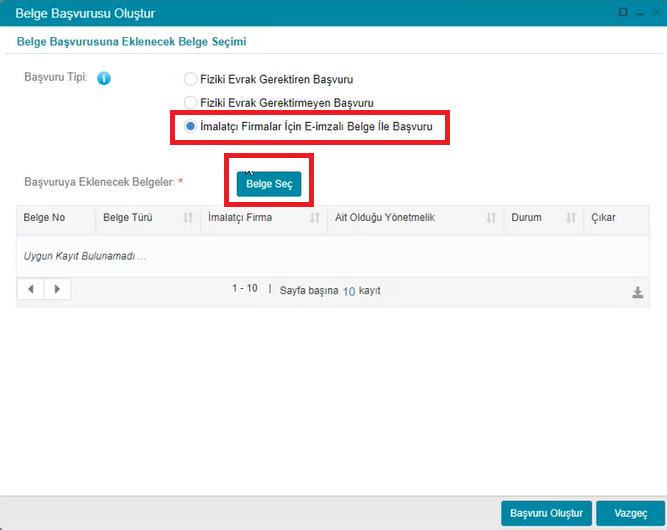 Belge Başvurusu Oluştur
Belge Başvurusuna Eklenecek Belge Seçimi
Başvuru Tipi:
Fiziki Evrak Gerektiren Başvuru
Fiziki Evrak Gerektirmeyen Başvuru
İmalatçı Firmalar İçin E-imzalı Belge İle Başvuru
Başvuruya Eklenecek Belgeler: *
Belge Seç
Belge No Belge Türü İmalatçı Firma Ait Olduğu Yönetmelik Durum Çıkar
Uygun Kayıt Bulunamadı ...
1 - 10 | Sayfa başına 10 kayıt
Başvuru Oluştur Vazgeç